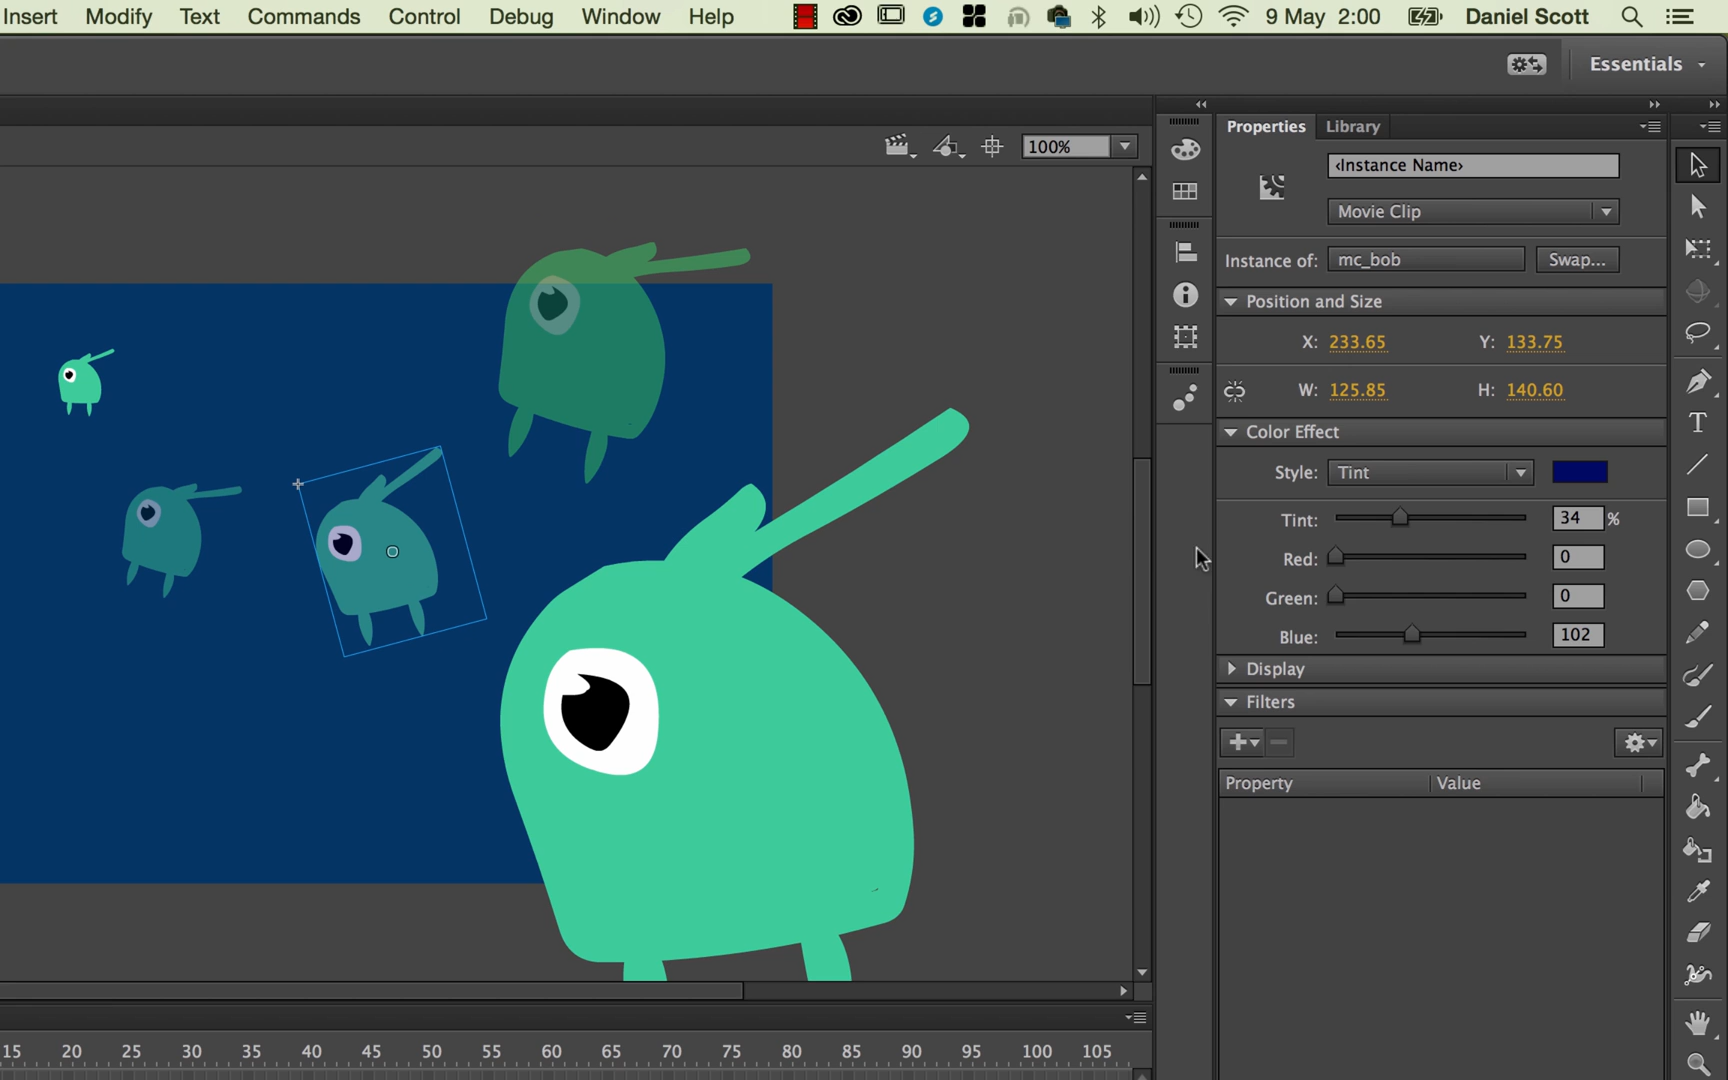 Insert Modify Text Commands Control Debug Window Help 9 May 2:00 Daniel Scott
Essentials
100%
Properties Library
<Instance Name>
Movie Clip
Instance of: mc_bob Swap...
Position and Size
X: 233.65 Y: 133.75
W: 125.85 H: 140.60
Color Effect
Style: Tint
Tint: 34 %
Red: 0
Green: 0
Blue: 102
Display
Filters
Property Value
15 20 25 30 35 40 45 50 55 60 65 70 75 80 85 90 95 100 105